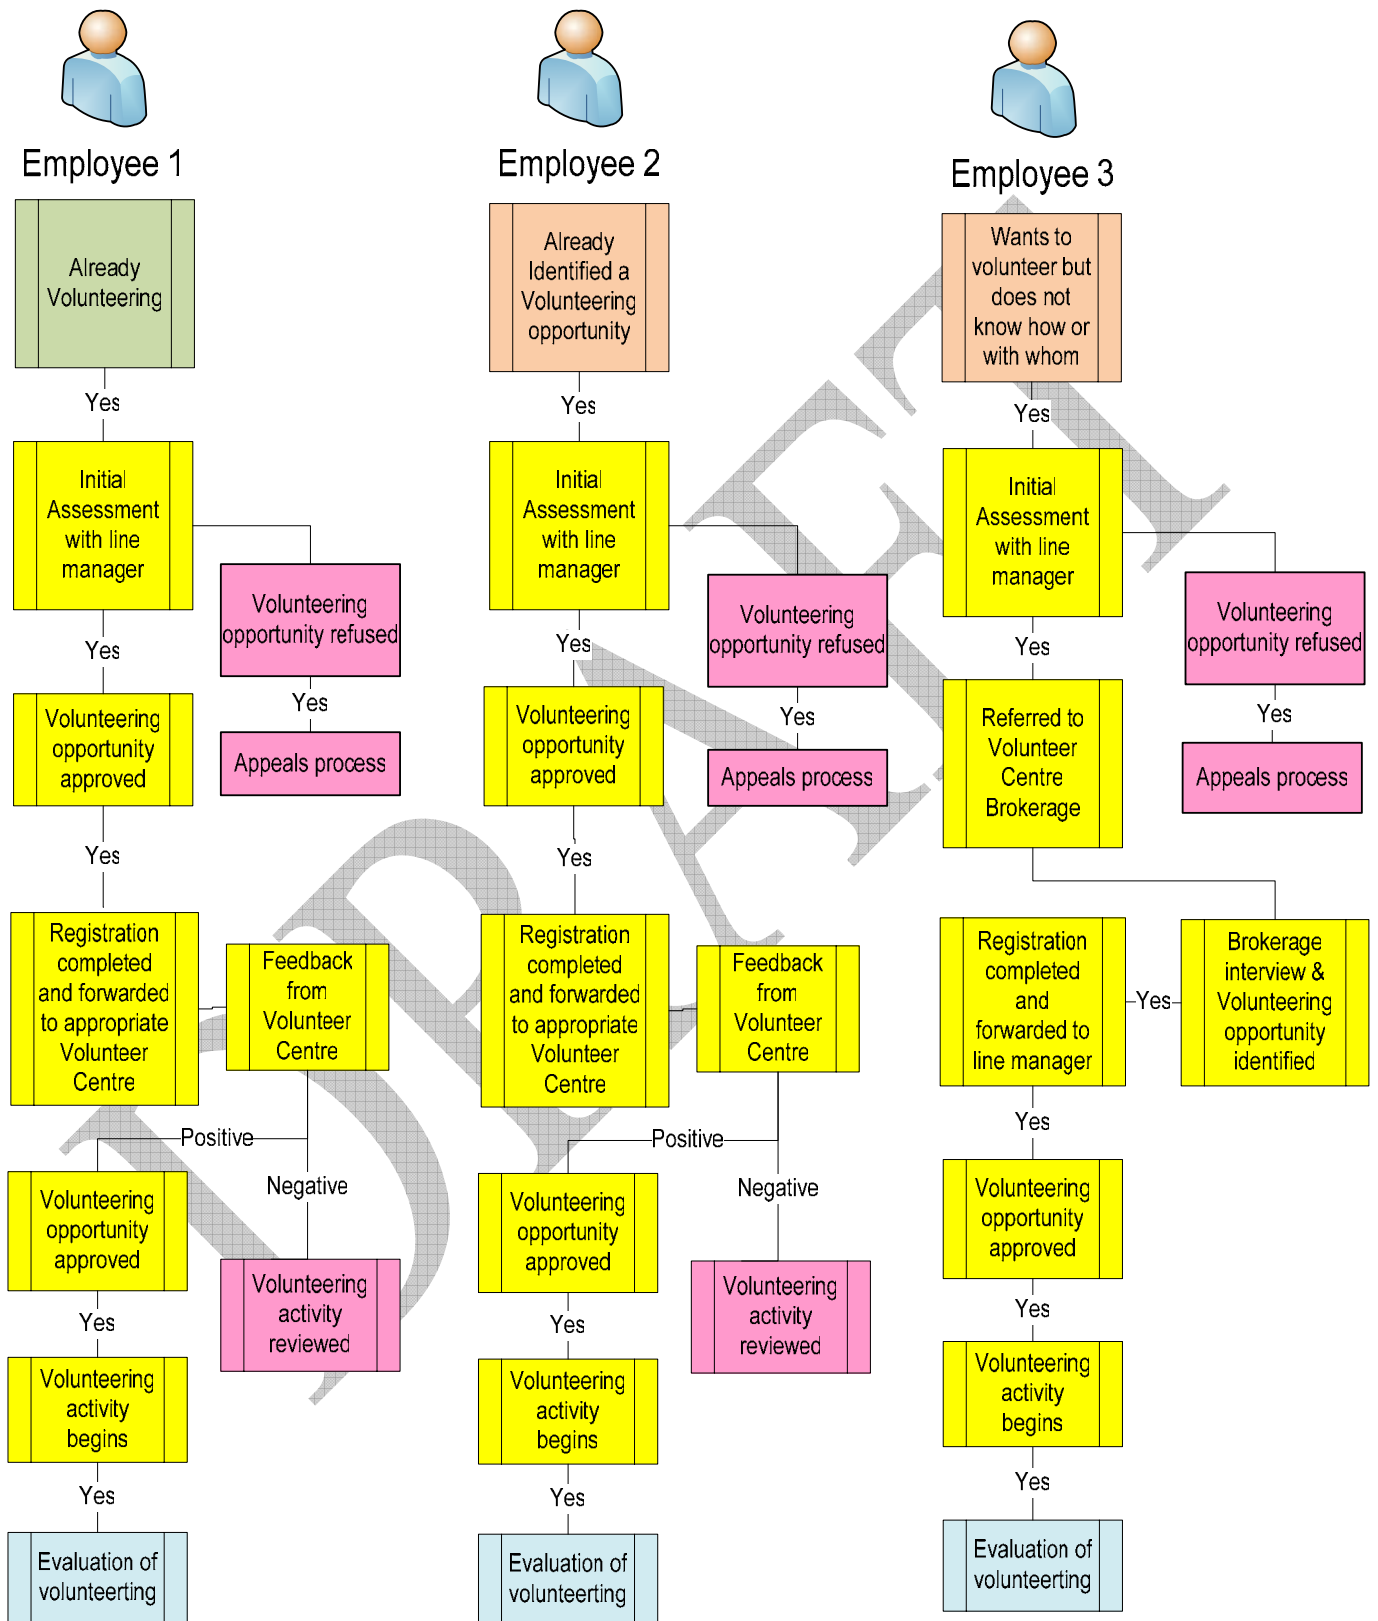 Employee 1
Already
Volunteering
Yes
Initial
Assessment
with line
manager
Volunteering
opportunity refused
Yes
Appeals process
Yes
Volunteering
opportunity
approved
Yes
Registration
completed
and forwarded
to appropriate
Volunteer
Centre
Feedback
from
Volunteer
Centre
Positive
Negative
Volunteering
opportunity
approved
Volunteering
activity
reviewed
Yes
Volunteering
activity
begins
Yes
Evaluation of
volunteerting
Employee 2
Already
Identified a
Volunteering
opportunity
Yes
Initial
Assessment
with line
manager
Volunteering
opportunity refused
Yes
Appeals process
Yes
Volunteering
opportunity
approved
Yes
Registration
completed
and forwarded
to appropriate
Volunteer
Centre
Feedback
from
Volunteer
Centre
Positive
Negative
Volunteering
opportunity
approved
Volunteering
activity
reviewed
Yes
Volunteering
activity
begins
Yes
Evaluation of
volunteerting
Employee 3
Wants to
volunteer but
does not
know how or
with whom
Yes
Initial
Assessment
with line
manager
Volunteering
opportunity refused
Yes
Appeals process
Yes
Referred to
Volunteer
Centre
Brokerage
Brokerage
interview &
Volunteering
opportunity
identified
Yes
Registration
completed
and
forwarded to
line manager
Yes
Volunteering
opportunity
approved
Yes
Volunteering
activity
begins
Yes
Evaluation of
volunteerting
DRAFT